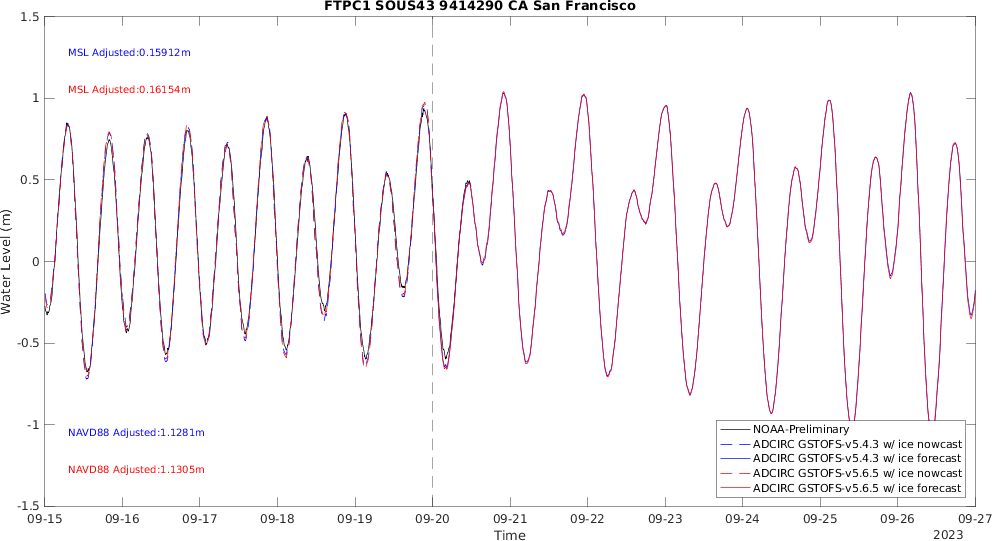 FTPC1 SOUS43 9414290 CA San Francisco
1.5
1
0.5
0
-0.5
-1
-1.5
Water Level (m)
MSL Adjusted:0.15912m
MSL Adjusted:0.16154m
NAVD88 Adjusted:1.1281m
NAVD88 Adjusted:1.1305m
NOAA-Preliminary
ADCIRC GSTOFS-v5.4.3 w/ ice nowcast
ADCIRC GSTOFS-v5.4.3 w/ ice forecast
ADCIRC GSTOFS-v5.6.5 w/ ice nowcast
ADCIRC GSTOFS-v5.6.5 w/ ice forecast
09-15 09-16 09-17 09-18 09-19 09-20 09-21 09-22 09-23 09-24 09-25 09-26 09-27
Time
2023